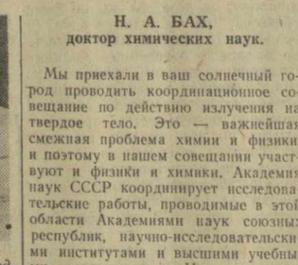 Н. А. БАХ,
доктор химических наук.
Мы приехали в ваш солнечный го-
род проводить координационное со-
вещание по действию излучения на
твердое тело. Это — важнейшая
смежная проблема химии и физики
и поэтому в нашем совещании участ-
вуют и физики и химики. Академия
наук СССР координирует исследова-
тельские работы, проводимые в этой
области Академиями наук союзных
республик, научно-исследовательски-
ми институтами и высшими учебны-